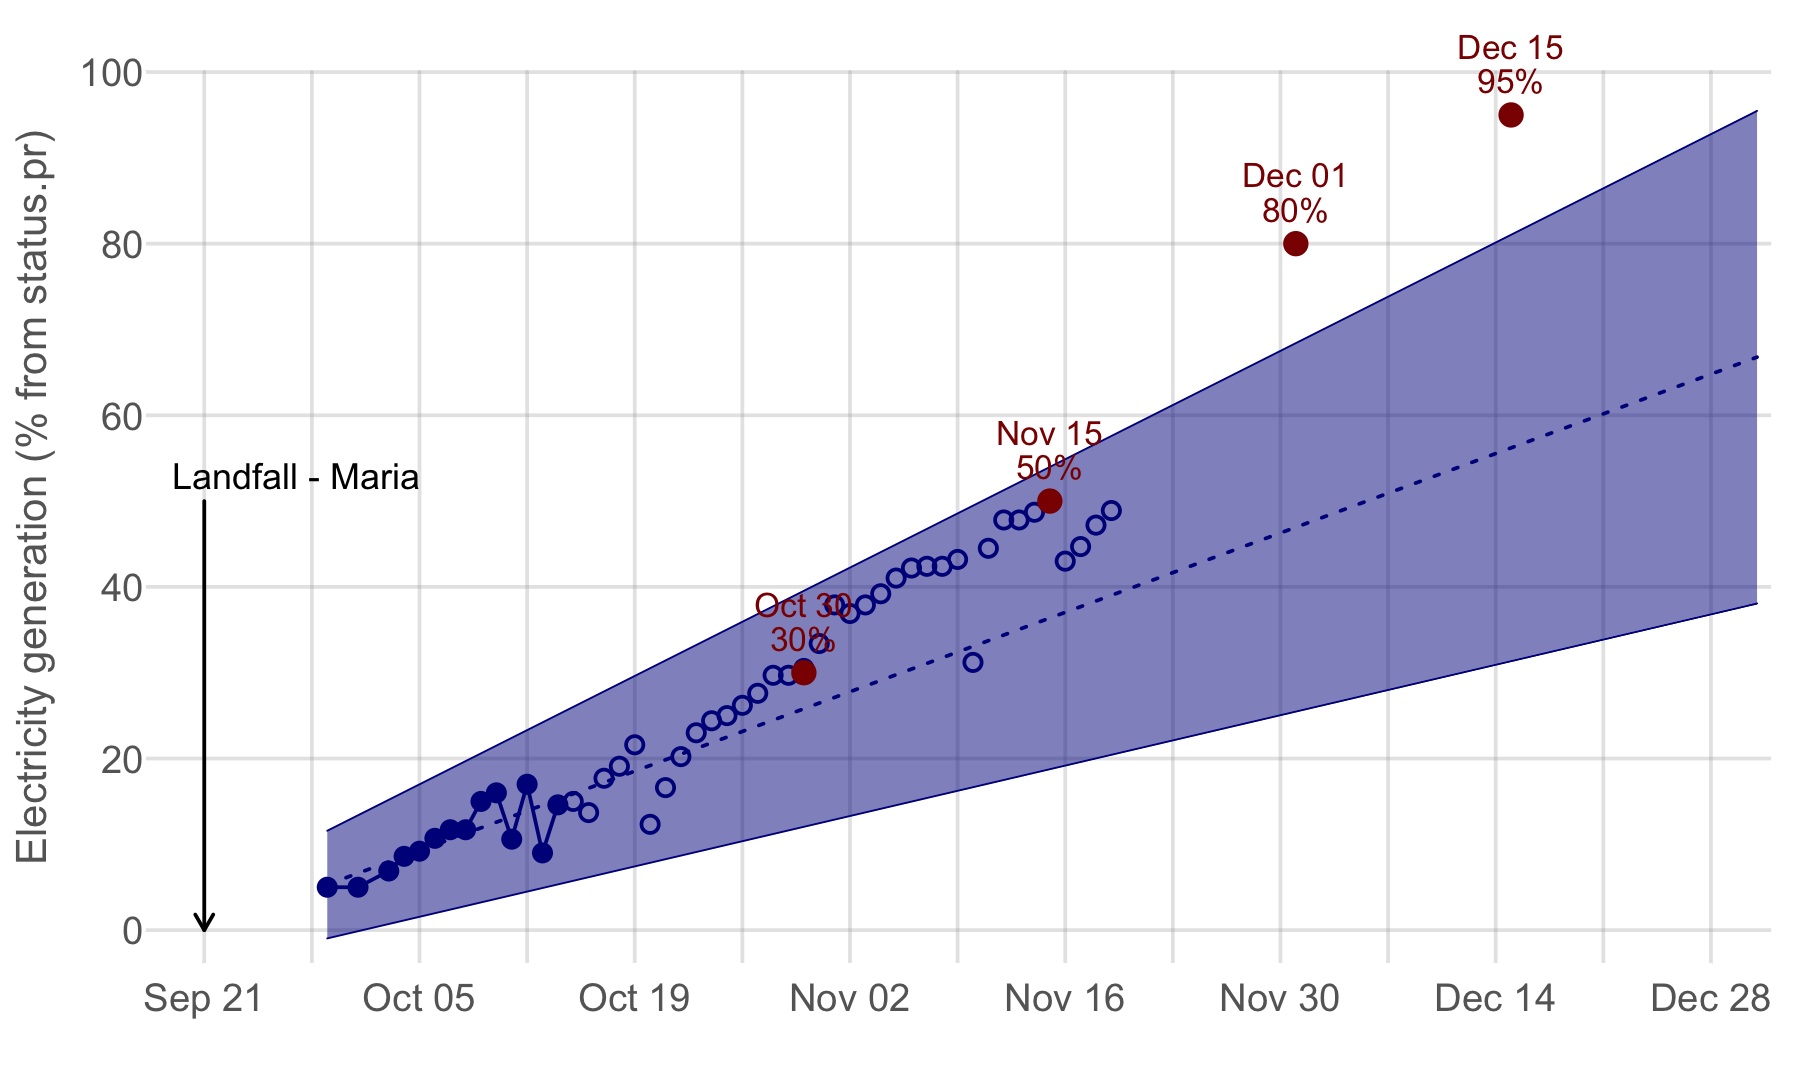 Dec 15
95%
100
Dec 01
80%
80
Nov 15
50%
60
Landfall - Maria
Oct 30
30%
40
20
0
Electricity generation (% from status.pr)
Sep 21
Oct 05
Oct 19
Nov 02
Nov 16
Nov 30
Dec 14
Dec 28